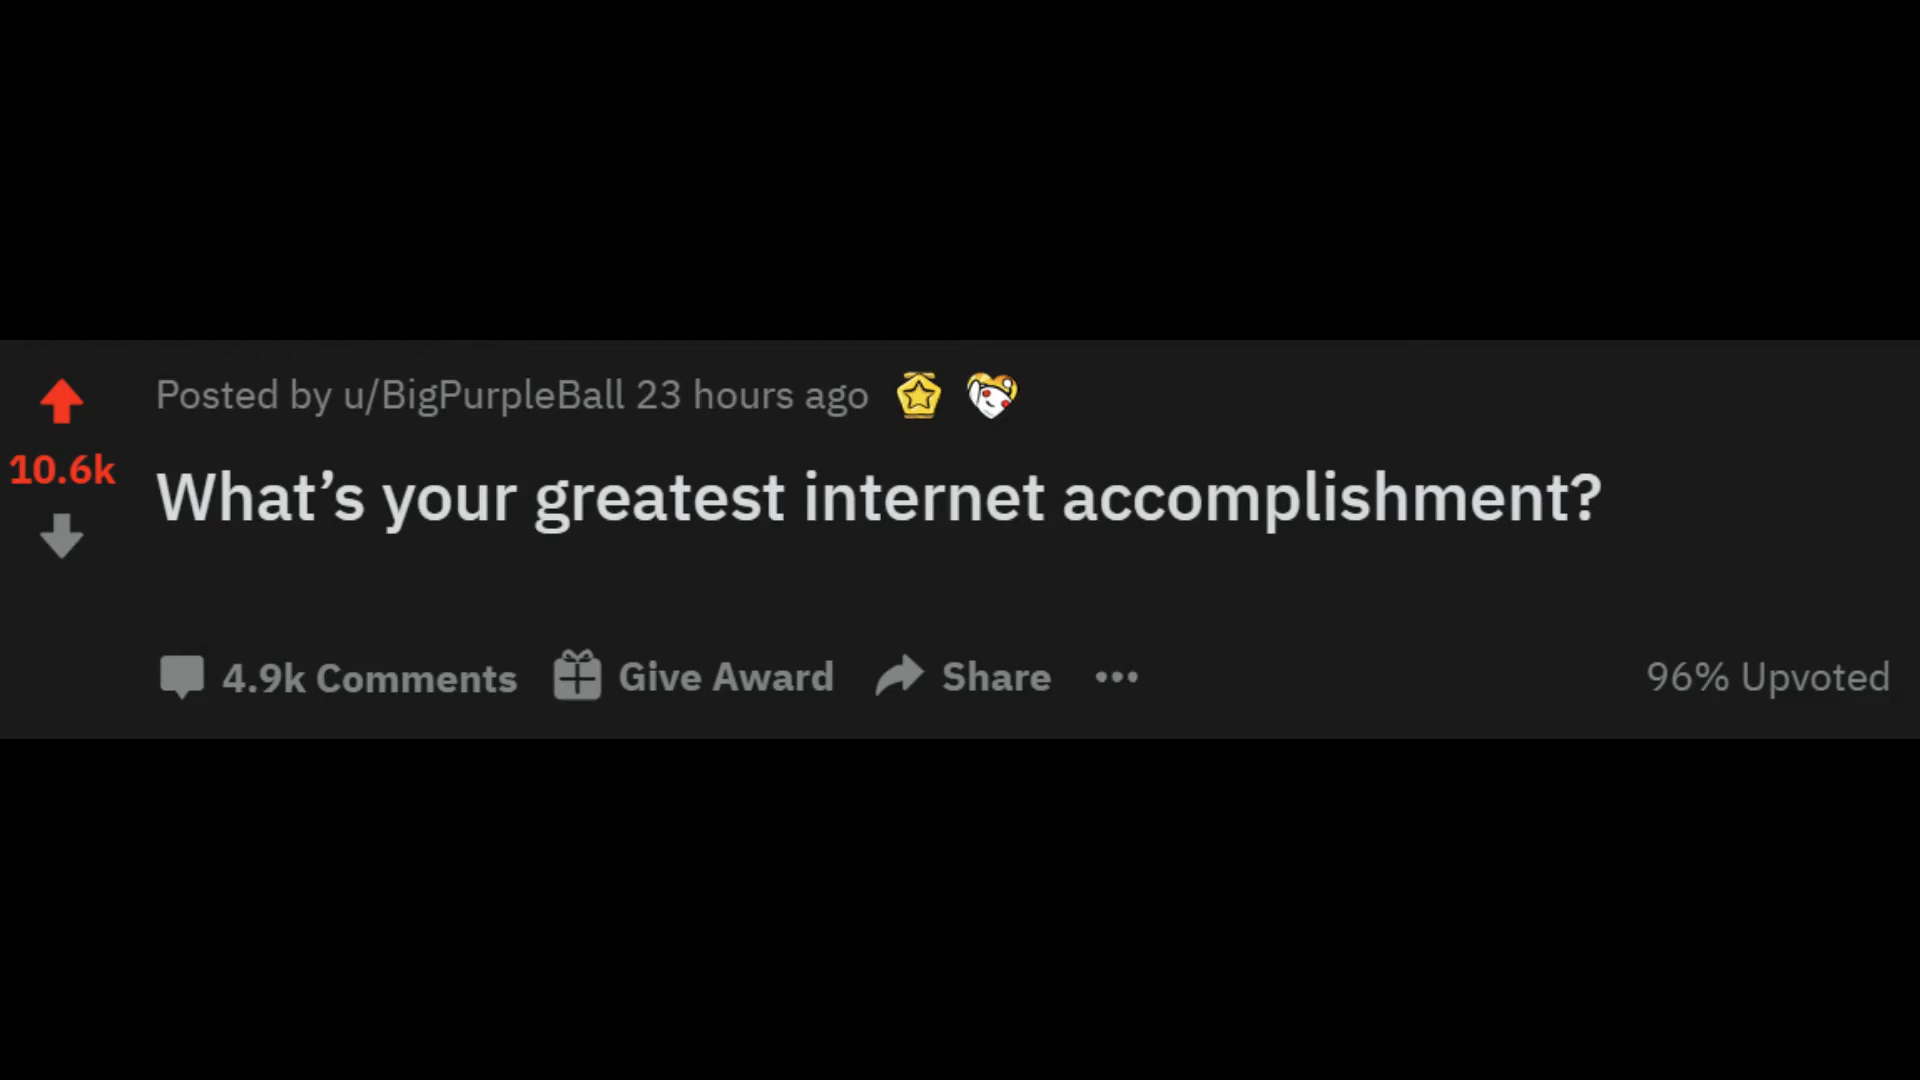 Posted by u/BigPurpleBall 23 hours ago
10.6k
What’s your greatest internet accomplishment?
4.9k Comments Give Award Share ••• 96% Upvoted